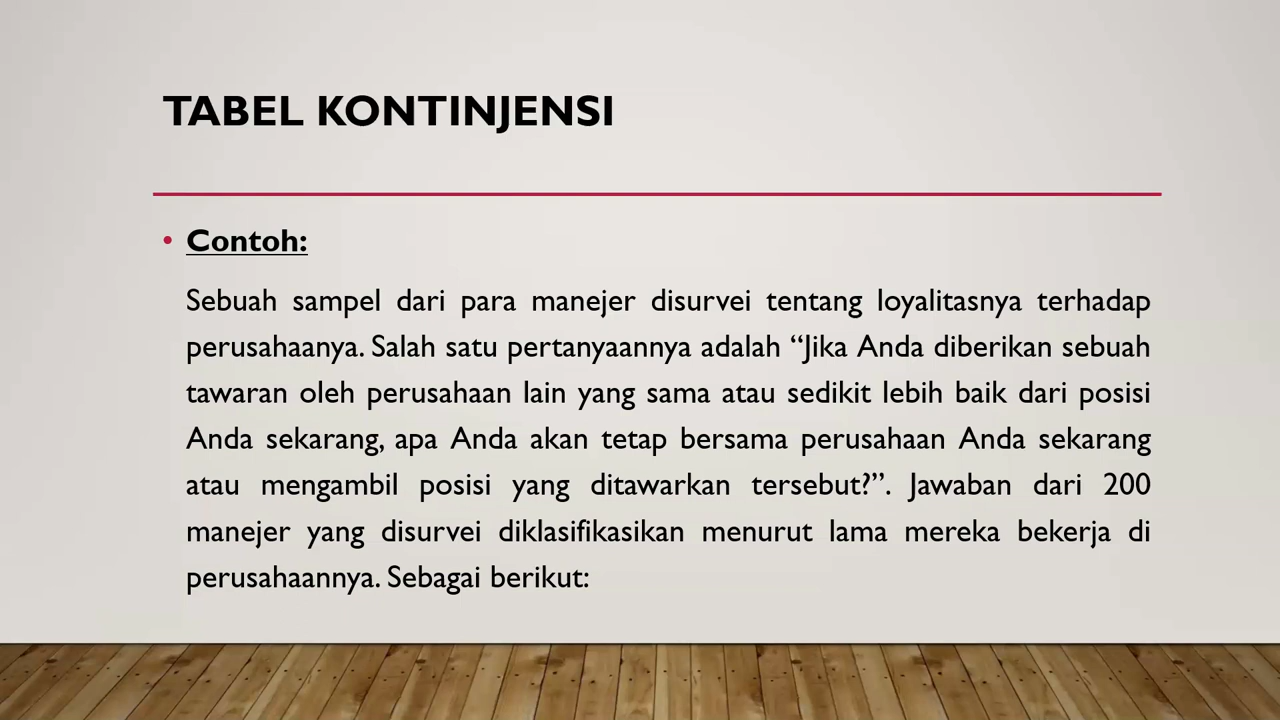 TABEL KONTINJENSI
• Contoh:
Sebuah sampel dari para manejer disurvei tentang loyalitasnya terhadap
perusahaanya. Salah satu pertanyaannya adalah “Jika Anda diberikan sebuah
tawaran oleh perusahaan lain yang sama atau sedikit lebih baik dari posisi
Anda sekarang, apa Anda akan tetap bersama perusahaan Anda sekarang
atau mengambil posisi yang ditawarkan tersebut?”. Jawaban dari 200
manejer yang disurvei diklasifikasikan menurut lama mereka bekerja di
perusahaannya. Sebagai berikut: